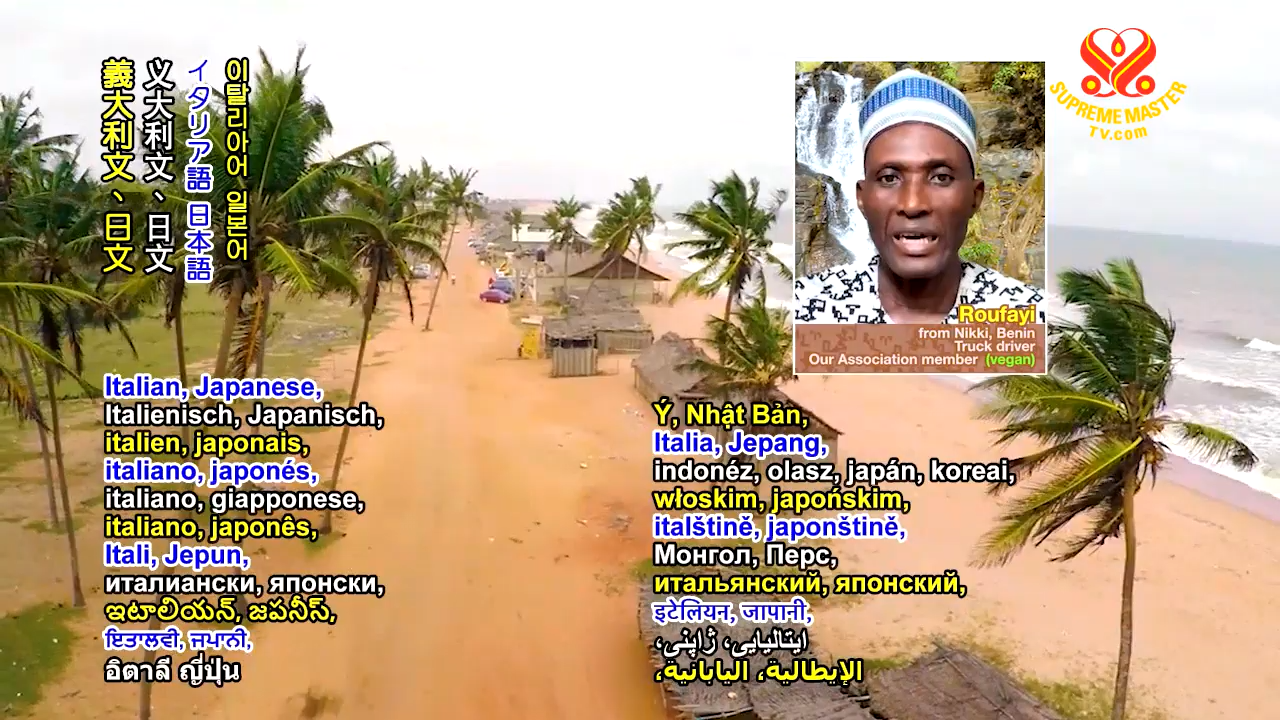 義大利文、日文
义大利文、日文
イタリア語 日本語
이탈리아어 일본어
SUPREME MASTER
TV.com
Roufayi
from Nikki, Benin
Truck driver
Our Association member (vegan)
Italian, Japanese,
Italienisch, Japanisch,
italien, japonais,
italiano, japonés,
italiano, giapponese,
italiano, japonês,
Itali, Jepun,
италиански, японски,
ఇటాలియన్, జపనీస్,
ਇਤਾਲਵੀ, ਜਪਾਨੀ,
อิตาลี ญี่ปุ่น
Ý, Nhật Bản,
Italia, Jepang,
indonéz, olasz, japán, koreai,
włoskim, japońskim,
italštině, japonštině,
Монгол, Перс,
итальянский, японский,
इटेलियन, जापानी,
ایتالیایی، ژاپنی،
الإيطالية، اليابانية،